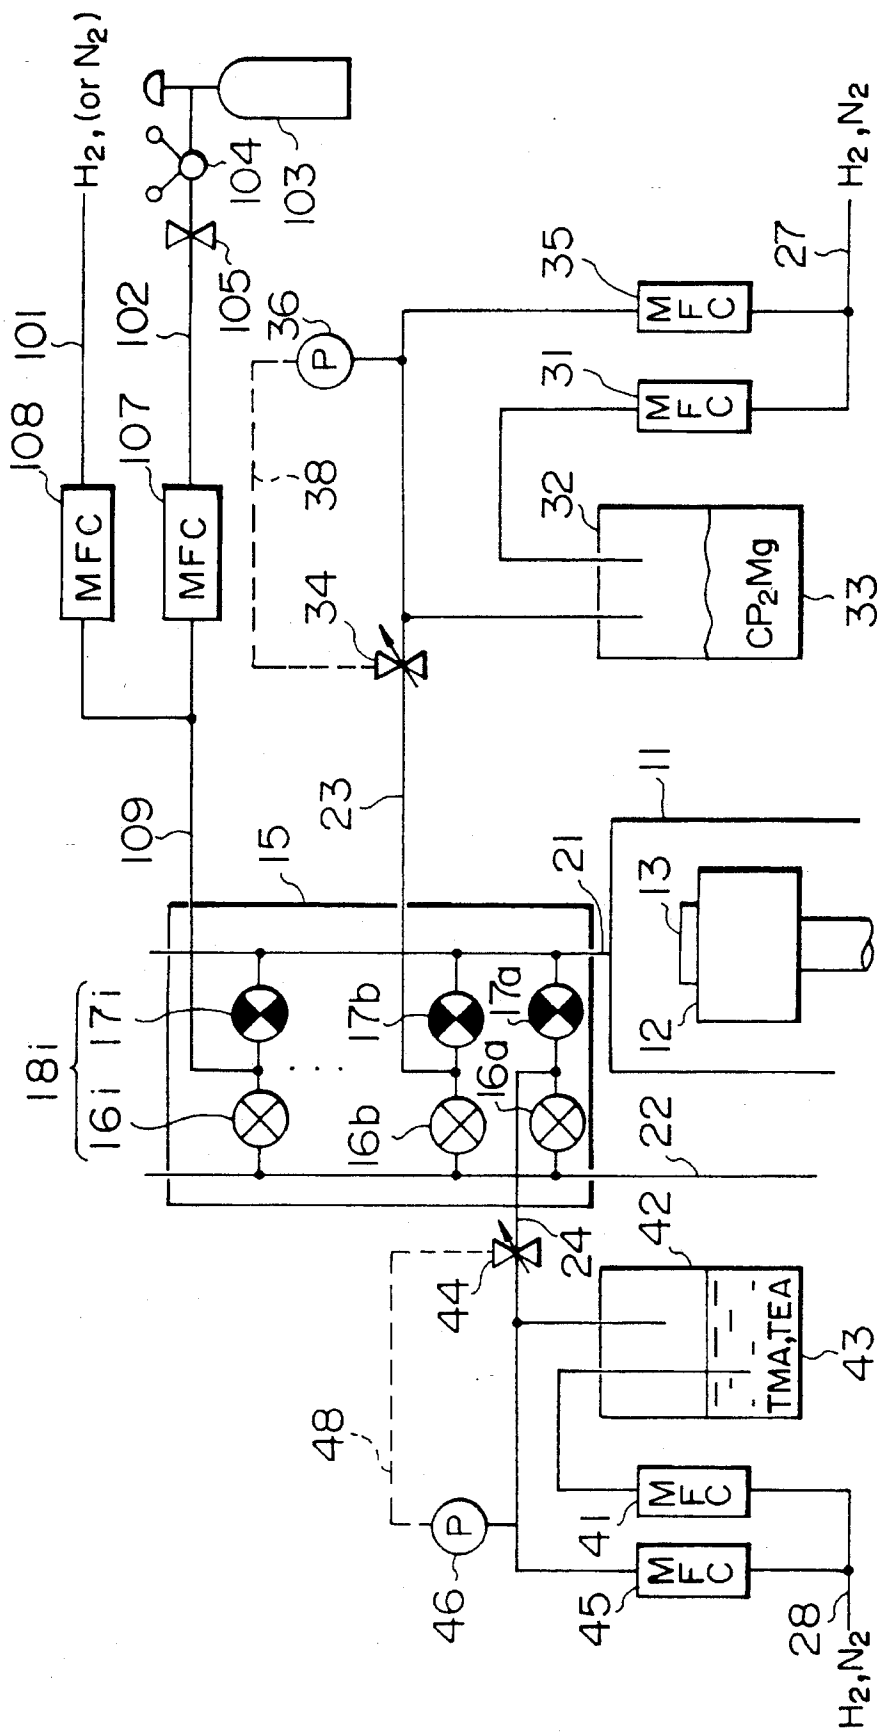 H₂, (or N₂)
101
108
MFC
102
107
MFC
105
104
103
109
18i
16i
17i
15
36
P
38
34
23
35
MFC
31
MFC
27
H₂, N₂
32
CP₂Mg
33
16b
17b
16a
17a
21
22
11
13
12
48
P
46
44
24
42
TMA, TEA
43
41
MFC
45
MFC
28
H₂, N₂